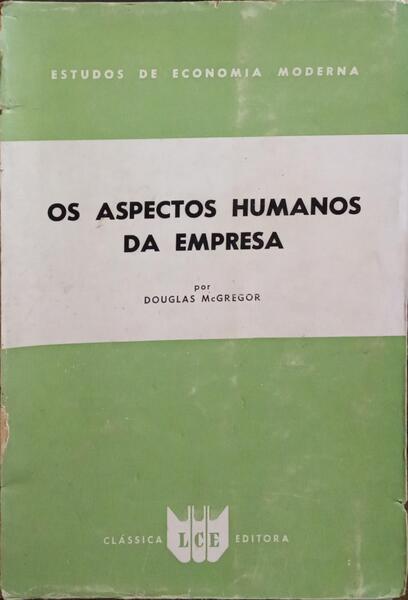 ESTUDOS DE ECONOMIA MODERNA
OS ASPECTOS HUMANOS
DA EMPRESA
por
DOUGLAS McGREGOR
CLÁSSICA LCE EDITORA